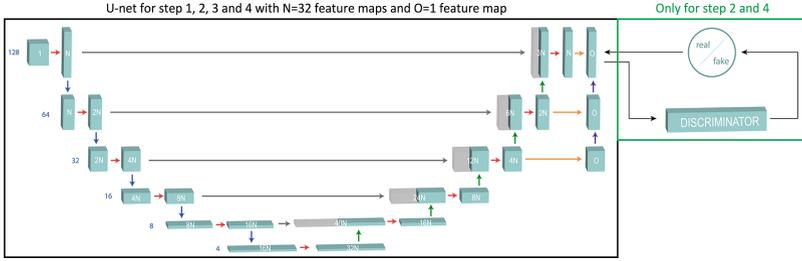 U-net for step 1, 2, 3 and 4 with N=32 feature maps and O=1 feature map
Only for step 2 and 4
128
1
N
3N
N
O
real
fake
64
N
2N
6N
2N
O
DISCRIMINATOR
32
2N
4N
12N
4N
O
16
4N
8N
24N
8N
8
8N
16N
48N
16N
4
16N
32N